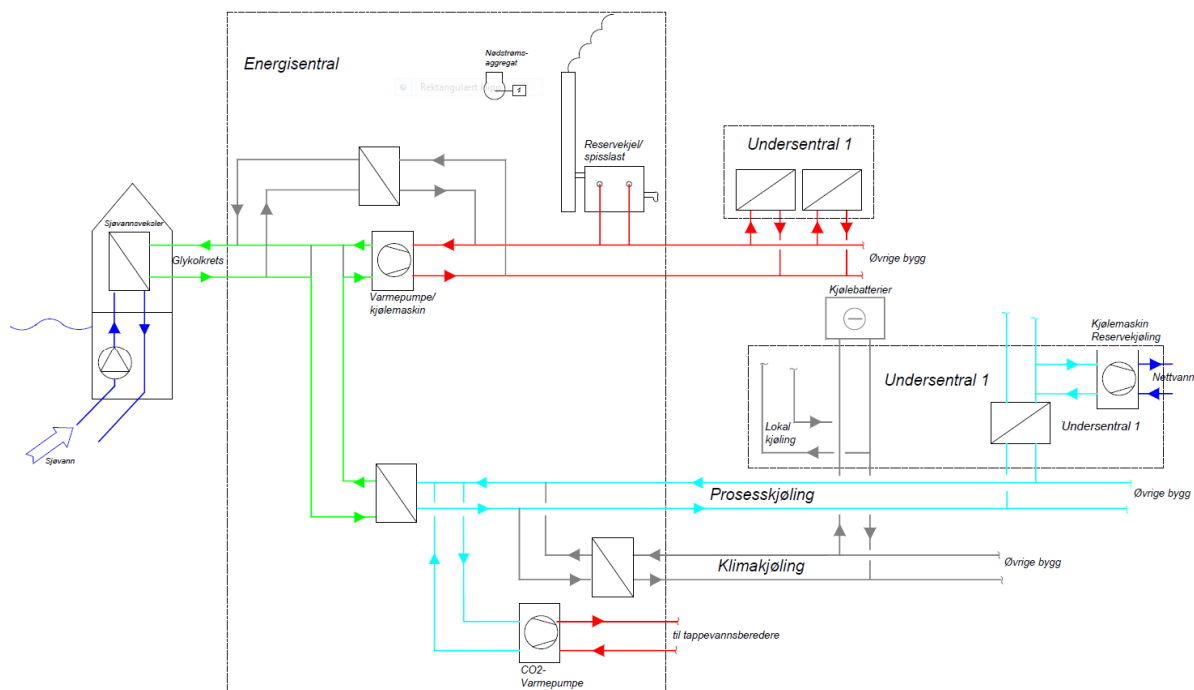 Energisentral
Nødstrøms-
aggregat
Rektangulært
Reservekjel/
spisslast
Undersentral 1
Sjøvannsveksler
Glykolkrets
Varmepumpe/
kjølemaskin
Øvrige bygg
Kjølebatterier
Kjølemaskin
Reservekjøling
Nettvann
Undersentral 1
Lokal
kjøling
Undersentral 1
Sjøvann
Prosesskjøling
Øvrige bygg
Klimakjøling
Øvrige bygg
til tappevannsberedere
CO2-
Varmepumpe